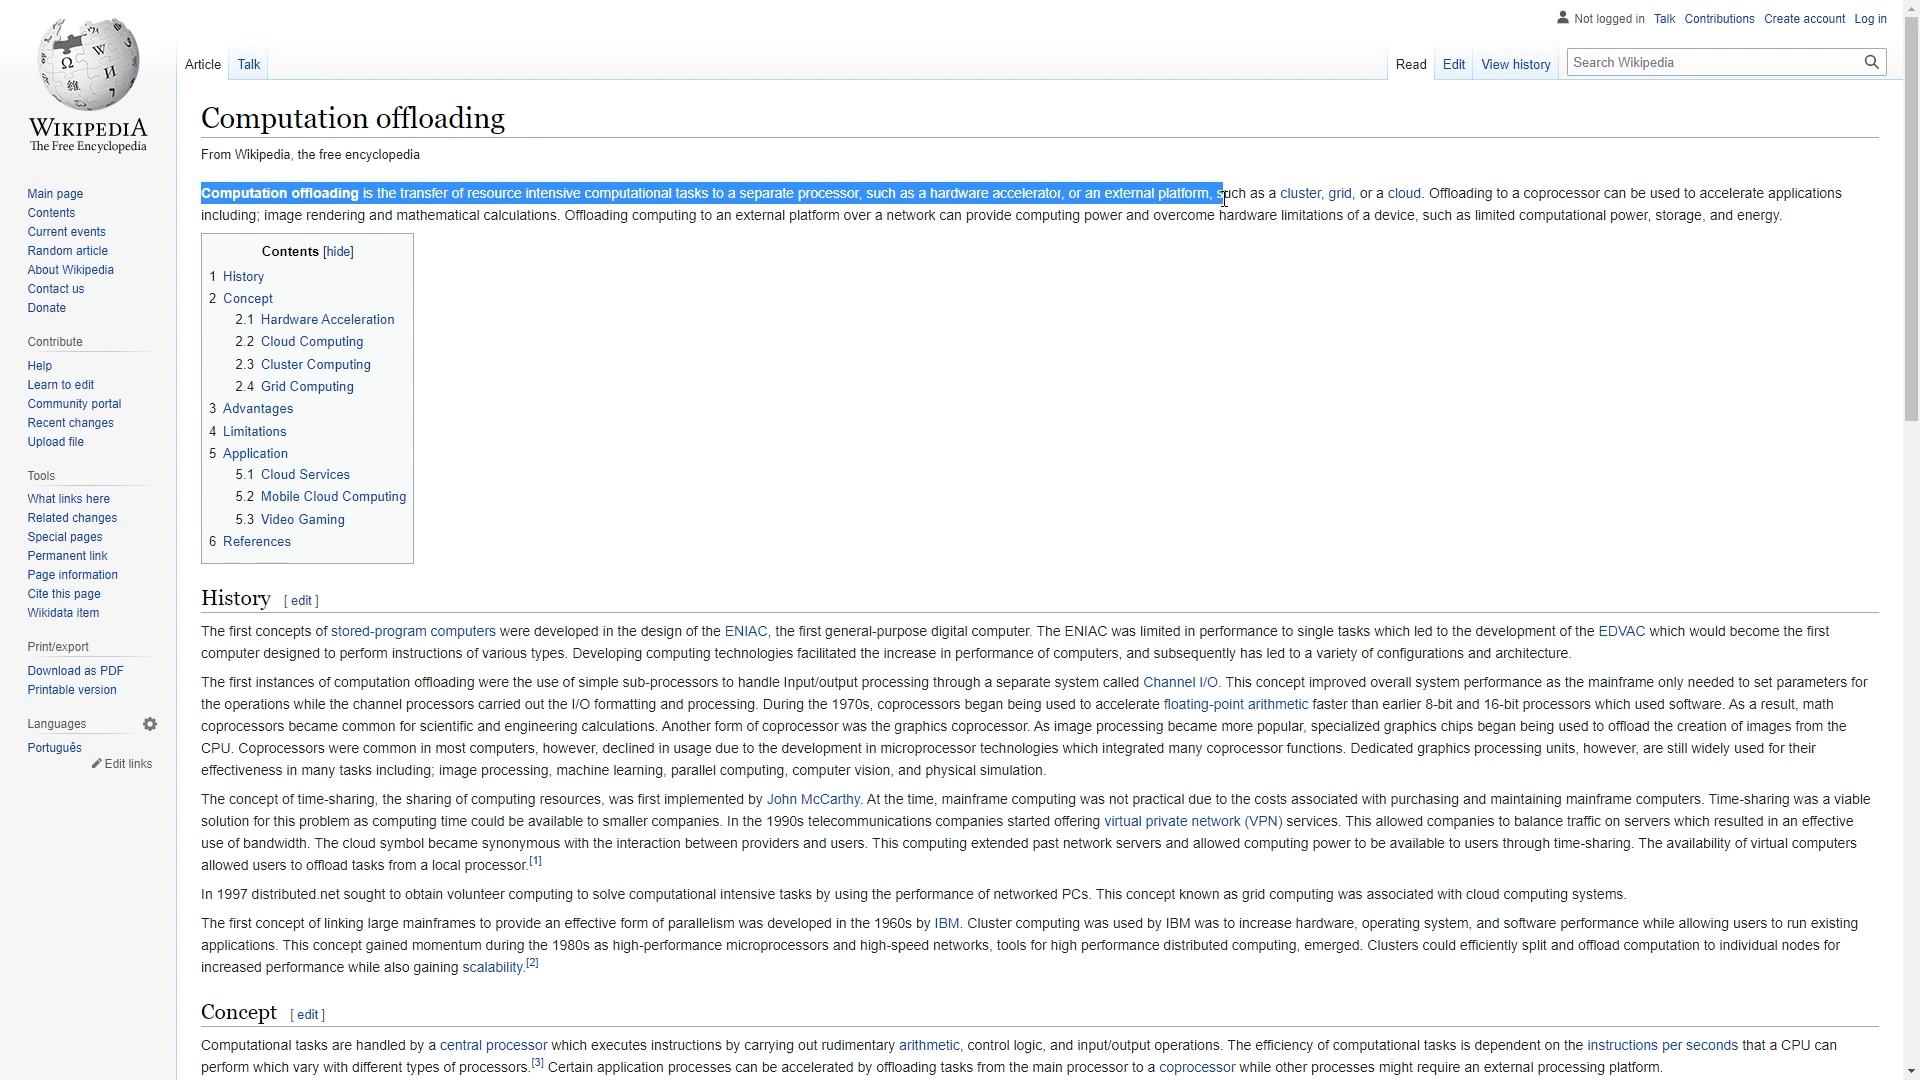 Not logged in Talk Contributions Create account Log in
Article Talk
Read Edit View history Search Wikipedia
WIKIPEDIA
The Free Encyclopedia
Main page
Contents
Current events
Random article
About Wikipedia
Contact us
Donate
Contribute
Help
Learn to edit
Community portal
Recent changes
Upload file
Tools
What links here
Related changes
Special pages
Permanent link
Page information
Cite this page
Wikidata item
Print/export
Download as PDF
Printable version
Languages
Português
Edit links
Computation offloading
From Wikipedia, the free encyclopedia
Computation offloading is the transfer of resource intensive computational tasks to a separate processor, such as a hardware accelerator, or an external platform, such as a cluster, grid, or a cloud. Offloading to a coprocessor can be used to accelerate applications
including; image rendering and mathematical calculations. Offloading computing to an external platform over a network can provide computing power and overcome hardware limitations of a device, such as limited computational power, storage, and energy.
Contents [hide]
1 History
2 Concept
2.1 Hardware Acceleration
2.2 Cloud Computing
2.3 Cluster Computing
2.4 Grid Computing
3 Advantages
4 Limitations
5 Application
5.1 Cloud Services
5.2 Mobile Cloud Computing
5.3 Video Gaming
6 References
History [ edit ]
The first concepts of stored-program computers were developed in the design of the ENIAC, the first general-purpose digital computer. The ENIAC was limited in performance to single tasks which led to the development of the EDVAC which would become the first
computer designed to perform instructions of various types. Developing computing technologies facilitated the increase in performance of computers, and subsequently has led to a variety of configurations and architecture.
The first instances of computation offloading were the use of simple sub-processors to handle Input/output processing through a separate system called Channel I/O. This concept improved overall system performance as the mainframe only needed to set parameters for
the operations while the channel processors carried out the I/O formatting and processing. During the 1970s, coprocessors began being used to accelerate floating-point arithmetic faster than earlier 8-bit and 16-bit processors which used software. As a result, math
coprocessors became common for scientific and engineering calculations. Another form of coprocessor was the graphics coprocessor. As image processing became more popular, specialized graphics chips began being used to offload the creation of images from the
CPU. Coprocessors were common in most computers, however, declined in usage due to the development in microprocessor technologies which integrated many coprocessor functions. Dedicated graphics processing units, however, are still widely used for their
effectiveness in many tasks including; image processing, machine learning, parallel computing, computer vision, and physical simulation.
The concept of time-sharing, the sharing of computing resources, was first implemented by John McCarthy. At the time, mainframe computing was not practical due to the costs associated with purchasing and maintaining mainframe computers. Time-sharing was a viable
solution for this problem as computing time could be available to smaller companies. In the 1990s telecommunications companies started offering virtual private network (VPN) services. This allowed companies to balance traffic on servers which resulted in an effective
use of bandwidth. The cloud symbol became synonymous with the interaction between providers and users. This computing extended past network servers and allowed computing power to be available to users through time-sharing. The availability of virtual computers
allowed users to offload tasks from a local processor.[1]
In 1997 distributed.net sought to obtain volunteer computing to solve computational intensive tasks by using the performance of networked PCs. This concept known as grid computing was associated with cloud computing systems.
The first concept of linking large mainframes to provide an effective form of parallelism was developed in the 1960s by IBM. Cluster computing was used by IBM was to increase hardware, operating system, and software performance while allowing users to run existing
applications. This concept gained momentum during the 1980s as high-performance microprocessors and high-speed networks, tools for high performance distributed computing, emerged. Clusters could efficiently split and offload computation to individual nodes for
increased performance while also gaining scalability.[2]
Concept [ edit ]
Computational tasks are handled by a central processor which executes instructions by carrying out rudimentary arithmetic, control logic, and input/output operations. The efficiency of computational tasks is dependent on the instructions per seconds that a CPU can
perform which vary with different types of processors.[3] Certain application processes can be accelerated by offloading tasks from the main processor to a coprocessor while other processes might require an external processing platform.